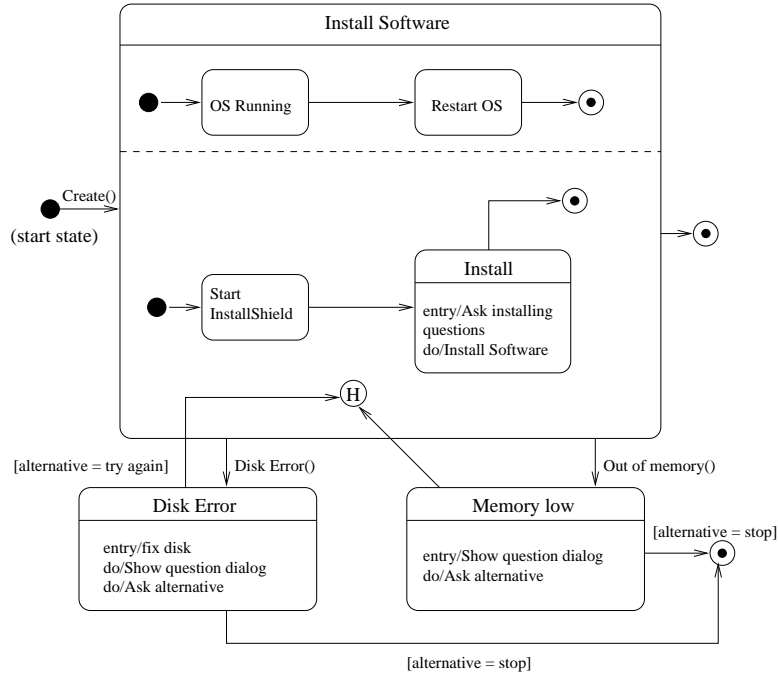 Install Software
OS Running
Restart OS
Create()
(start state)
Start
InstallShield
Install
entry/Ask installing
questions
do/Install Software
H
[alternative = try again]
Disk Error()
Out of memory()
Disk Error
entry/fix disk
do/Show question dialog
do/Ask alternative
Memory low
entry/Show question dialog
do/Ask alternative
[alternative = stop]
[alternative = stop]